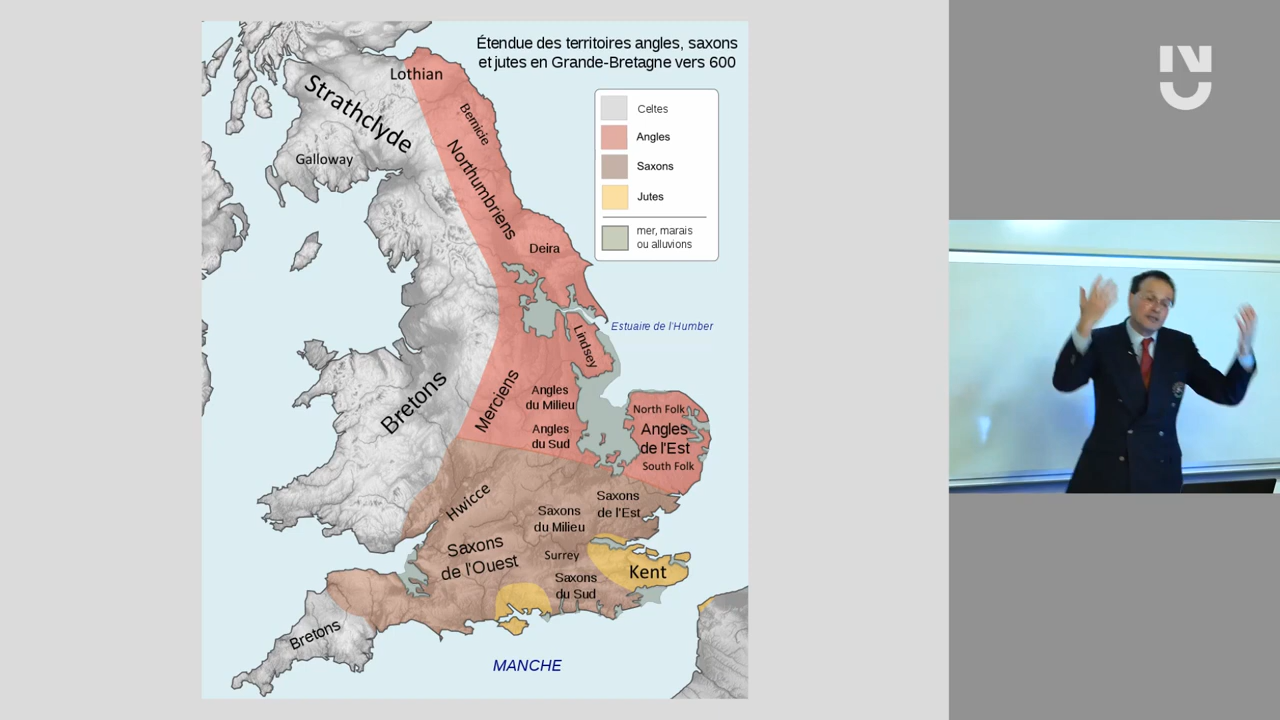 Étendue des territoires angles, saxons
et jutes en Grande-Bretagne vers 600
Celtes
Angles
Saxons
Jutes
mer, marais
ou alluvions
Lothian
Strathclyde
Bernicie
Galloway
Northumbriens
Deira
Estuaire de l'Humber
Lindsey
Bretons
Merciens
Angles
du Milieu
Angles
du Sud
North Folk
Angles
de l'Est
South Folk
Hwicce
Saxons
de l'Est
Saxons
du Milieu
Saxons
de l'Ouest
Surrey
Kent
Saxons
du Sud
Bretons
MANCHE
NU